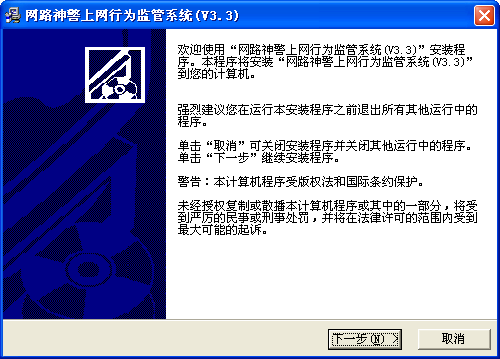 网路神警上网行为监管系统(V3.3)
欢迎使用“网路神警上网行为监管系统(V3.3)”安装程
序。本程序将安装“网路神警上网行为监管系统(V3.3)”
到您的计算机。
强烈建议您在运行本安装程序之前退出所有其他运行中的
程序。
单击“取消”可关闭安装程序并关闭其他运行中的程序。
单击“下一步”继续安装程序。
警告：本计算机程序受版权法和国际条约保护。
未经授权复制或散播本计算机程序或其中的一部分，将受
到严厉的民事或刑事处罚，并将在法律许可的范围内受到
最大可能的起诉。
下一步(N) >
取消